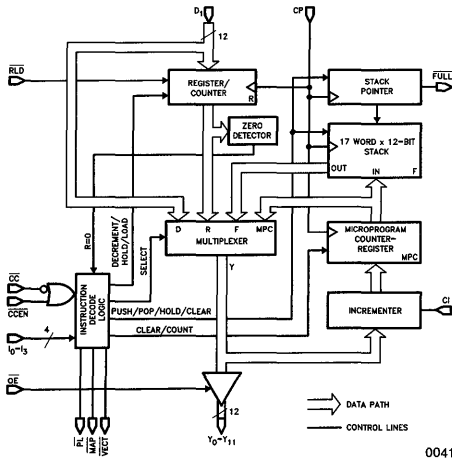 D₁ CP
12
RLD
REGISTER/
COUNTER
R
STACK
POINTER
FULL
ZERO
DETECTOR
17 WORD x 12-BIT
STACK
OUT IN F
R=0
DECREMENT/
HOLD/LOAD
SELECT
D R F MPC
MULTIPLEXER
Y
MICROPROGRAM
COUNTER-
REGISTER
MPC
CC
CCEN
I₀-I₃
4
INSTRUCTION
DECODE
LOGIC
PUSH/POP/HOLD/CLEAR
CLEAR/COUNT
INCREMENTER
CI
OE
12
PL
MAP
VECT
Y₀-Y₁₁
DATA PATH
CONTROL LINES
0041